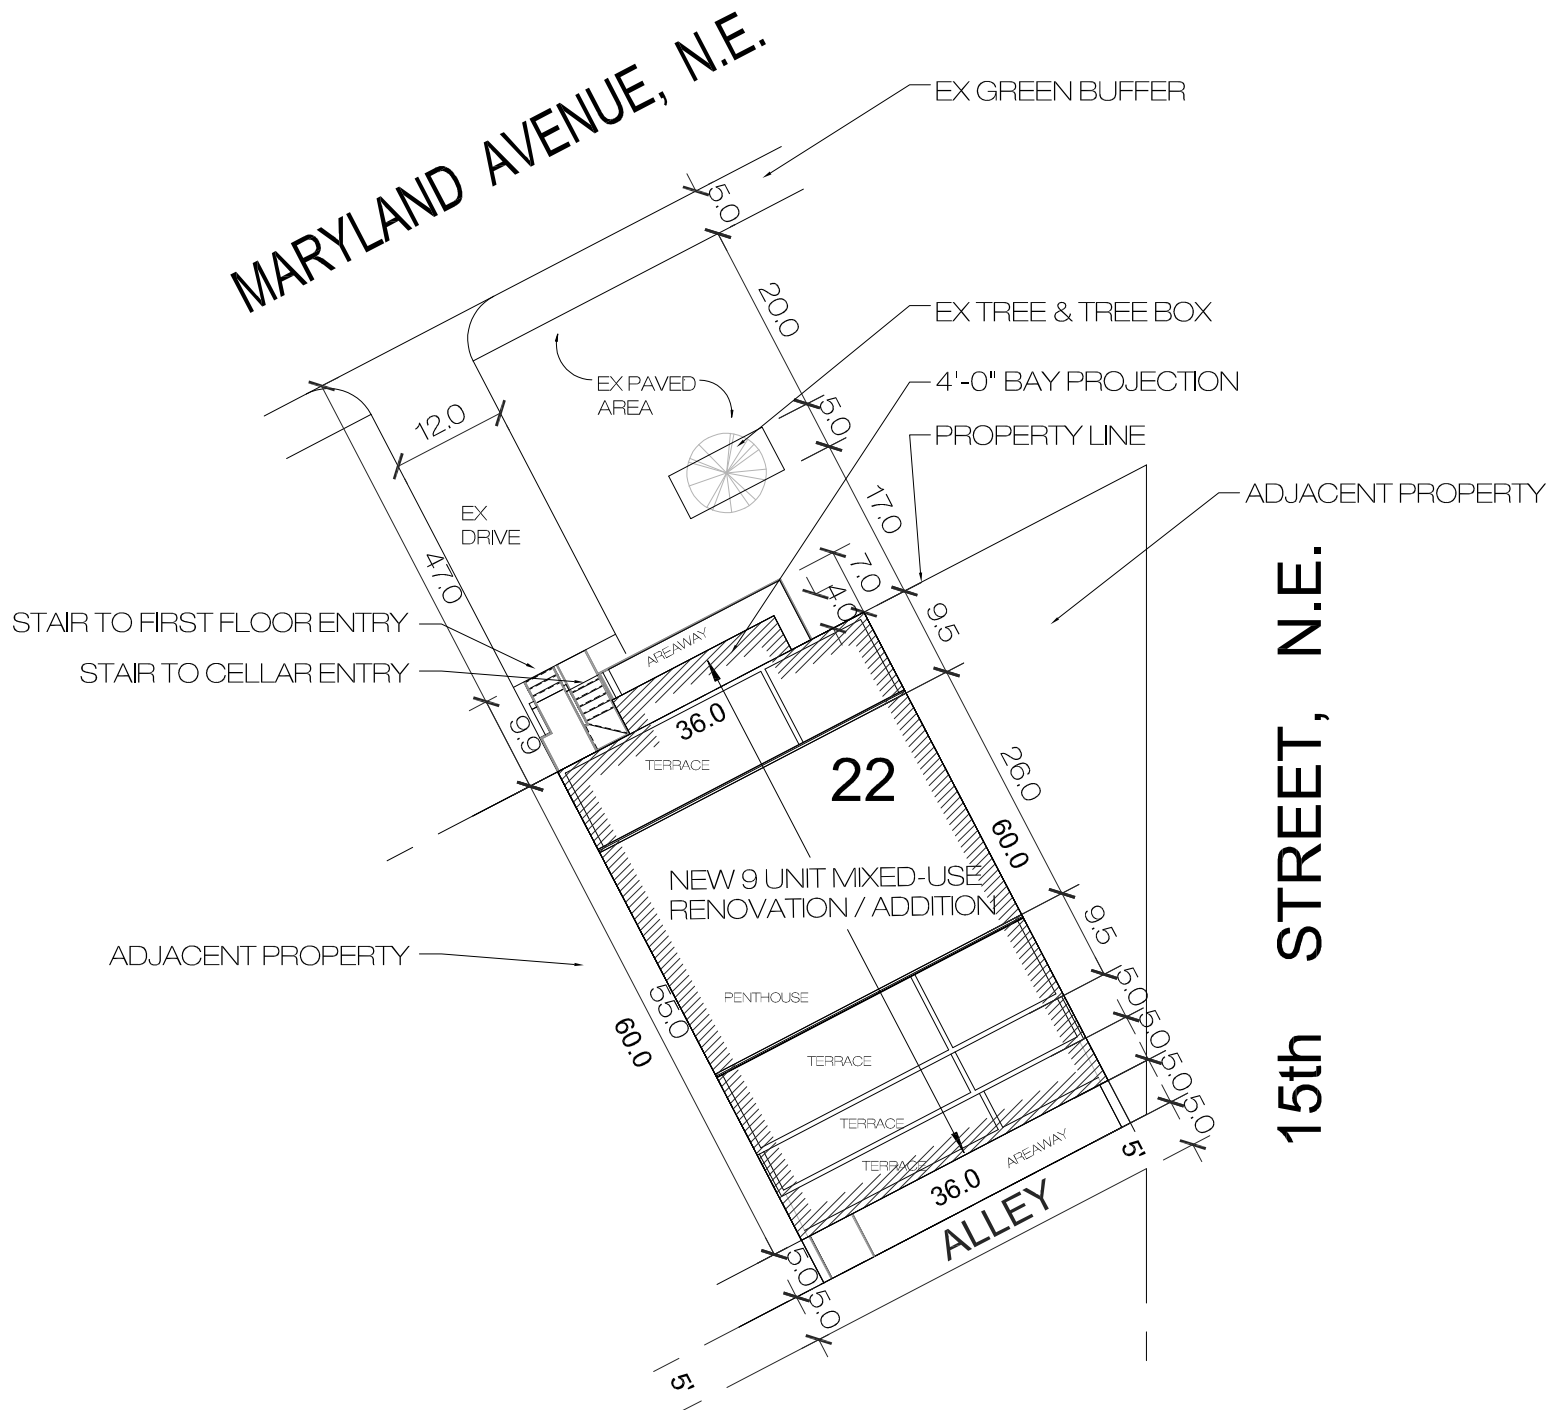 MARYLAND AVENUE, N.E.
EX GREEN BUFFER
5.0
20.0
EX TREE & TREE BOX
EX PAVED
AREA
4'-0" BAY PROJECTION
12.0
5.0
PROPERTY LINE
17.0
ADJACENT PROPERTY
EX
DRIVE
47.0
7.0
4.0
9.5
STAIR TO FIRST FLOOR ENTRY
AREAWAY
STAIR TO CELLAR ENTRY
9.9
36.0
TERRACE
22
26.0
60.0
15th STREET, N.E.
NEW 9 UNIT MIXED-USE
RENOVATION / ADDITION
9.5
ADJACENT PROPERTY
55.0
60.0
PENTHOUSE
5.0
5.0
5.0
5.0
TERRACE
TERRACE
TERRACE
AREAWAY
5'
36.0
ALLEY
5.0
5.0
5'